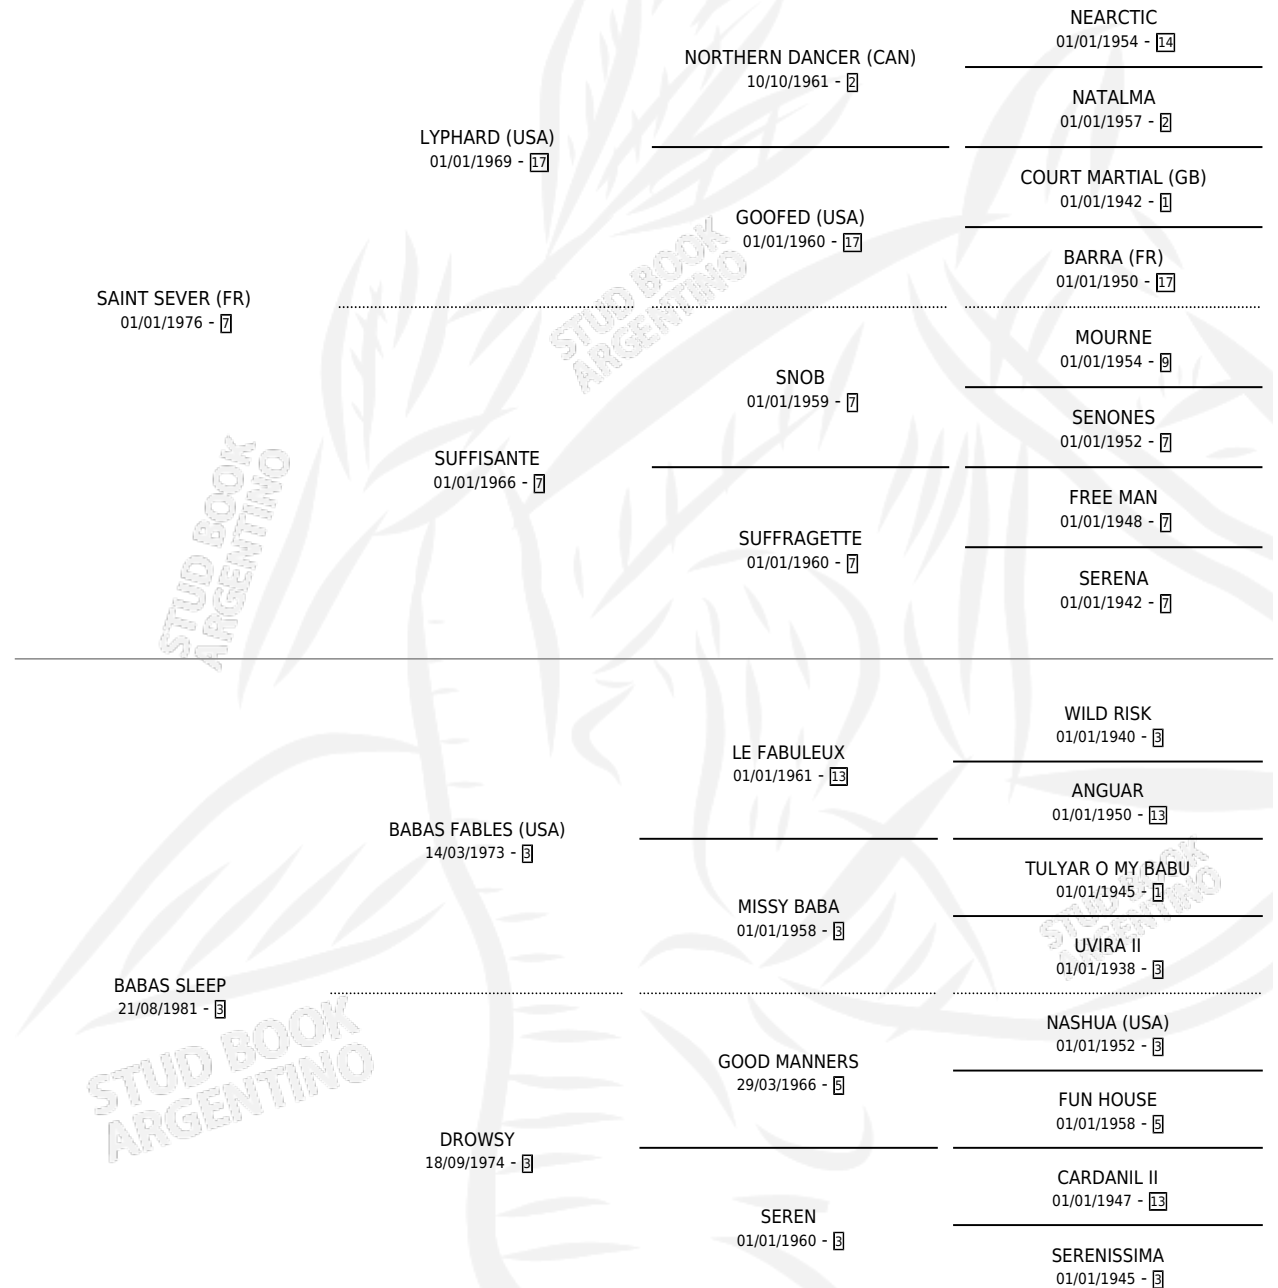 NEARCTIC
01/01/1954 - 14
NORTHERN DANCER (CAN)
10/10/1961 - 2
NATALMA
01/01/1957 - 2
LYPHARD (USA)
01/01/1969 - 17
COURT MARTIAL (GB)
01/01/1942 - 1
GOOFED (USA)
01/01/1960 - 17
BARRA (FR)
01/01/1950 - 17
SAINT SEVER (FR)
01/01/1976 - 7
STUD BOOK
ARGENTINO
MOURNE
01/01/1954 - 9
SNOB
01/01/1959 - 7
SENONES
01/01/1952 - 7
SUFFISANTE
01/01/1966 - 7
FREE MAN
01/01/1948 - 7
SUFFRAGETTE
01/01/1960 - 7
SERENA
01/01/1942 - 7
STUD BOOK
ARGENTINO
WILD RISK
01/01/1940 - 3
LE FABULEUX
01/01/1961 - 13
ANGUAR
01/01/1950 - 13
BABAS FABLES (USA)
14/03/1973 - 3
TULYAR O MY BABU
01/01/1945 - 1
MISSY BABA
01/01/1958 - 3
UVIRA II
01/01/1938 - 3
STUD BOOK
ARGENTINO
BABAS SLEEP
21/08/1981 - 3
NASHUA (USA)
01/01/1952 - 3
GOOD MANNERS
29/03/1966 - 5
FUN HOUSE
01/01/1958 - 5
STUD BOOK
ARGENTINO
DROWSY
18/09/1974 - 3
CARDANIL II
01/01/1947 - 13
SEREN
01/01/1960 - 3
SERENISSIMA
01/01/1945 - 3